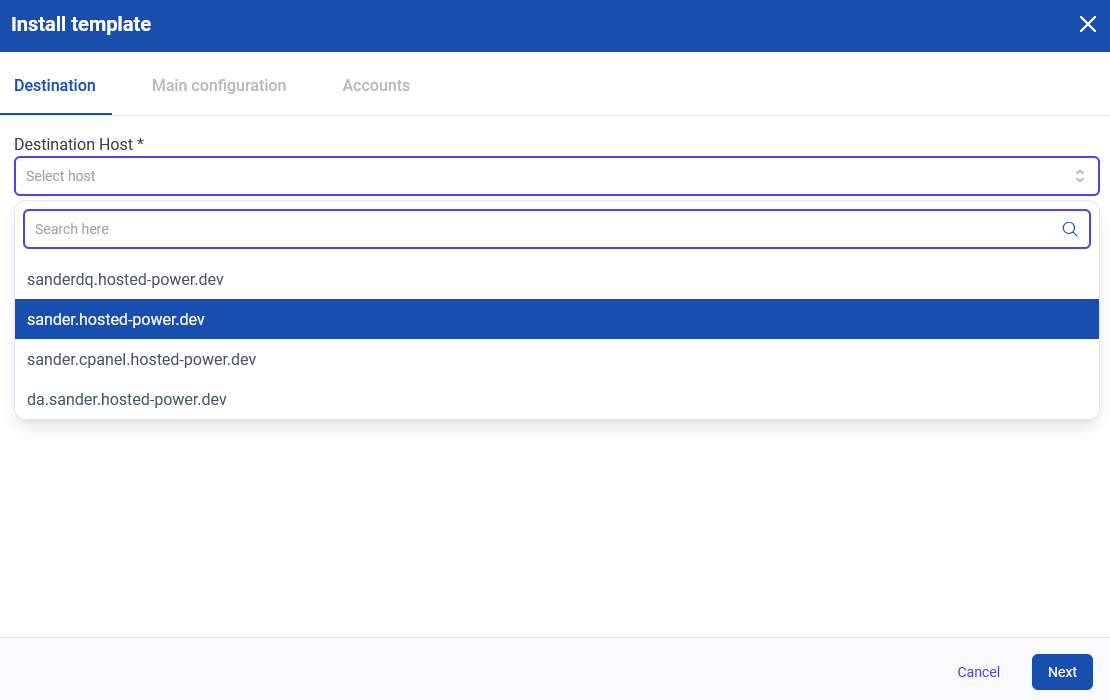 Install template
Destination Main configuration Accounts
Destination Host *
Select host
Search here
sanderdq.hosted-power.dev
sander.hosted-power.dev
sander.cpanel.hosted-power.dev
da.sander.hosted-power.dev
Cancel Next